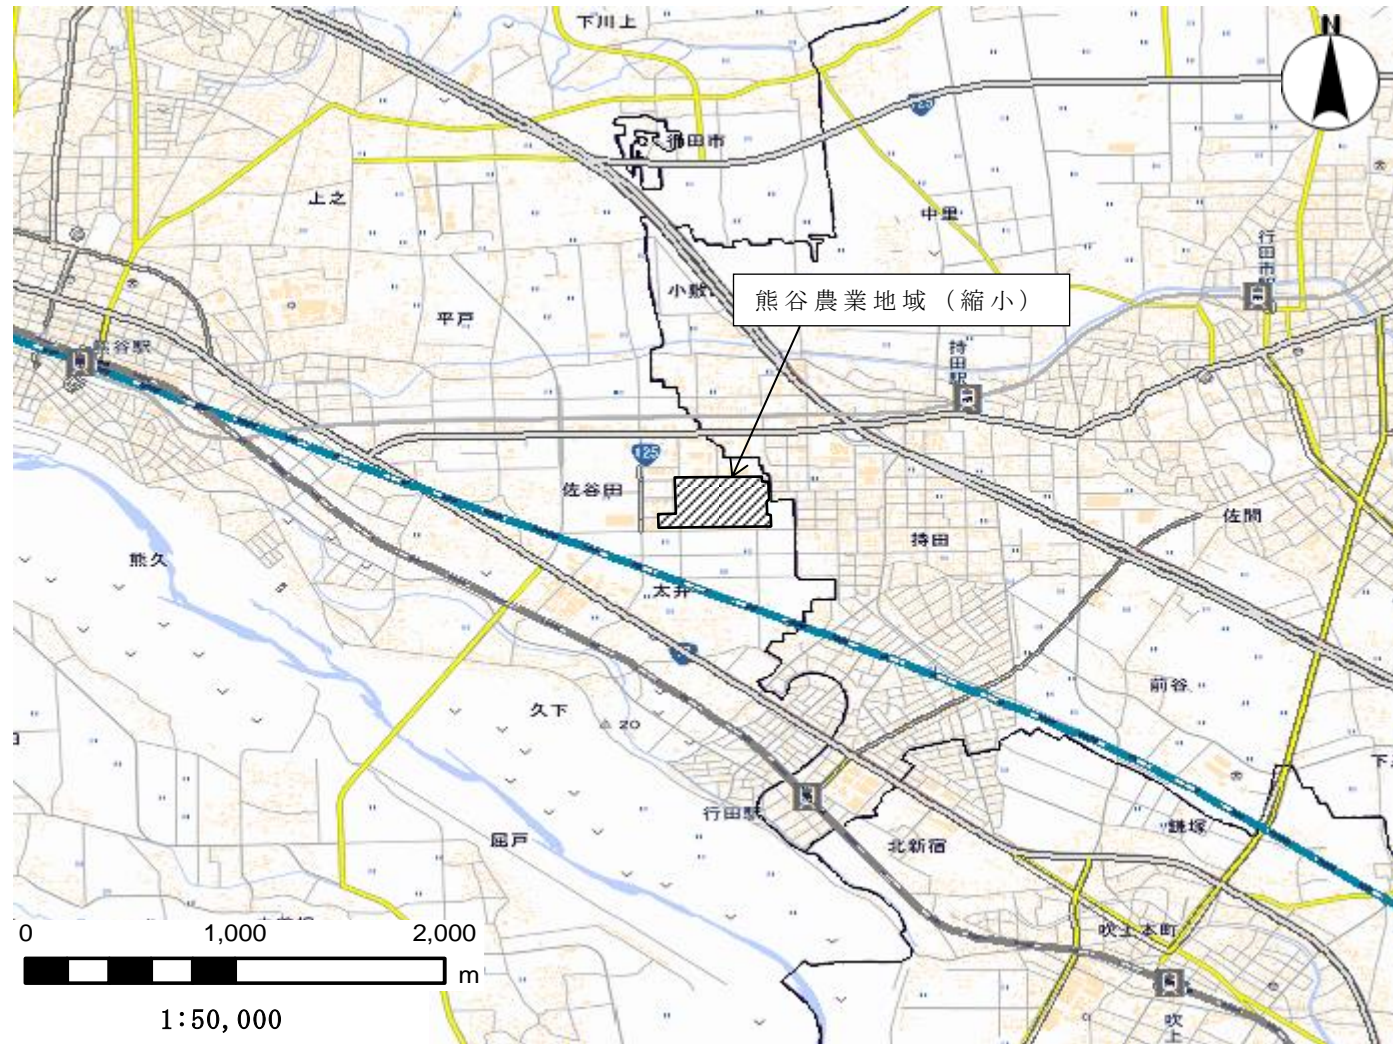 下川上
N
125
行田市
上之
中里
行田市駅
小敷
熊谷農業地域（縮小）
平戸
熊谷駅
持田駅
125
佐谷田
佐間
持田
熊久
太井
前谷
久下
20
行田駅
鎌塚
屈戸
北新宿
吹上本町
0 1,000 2,000
m
1:50,000
吹上